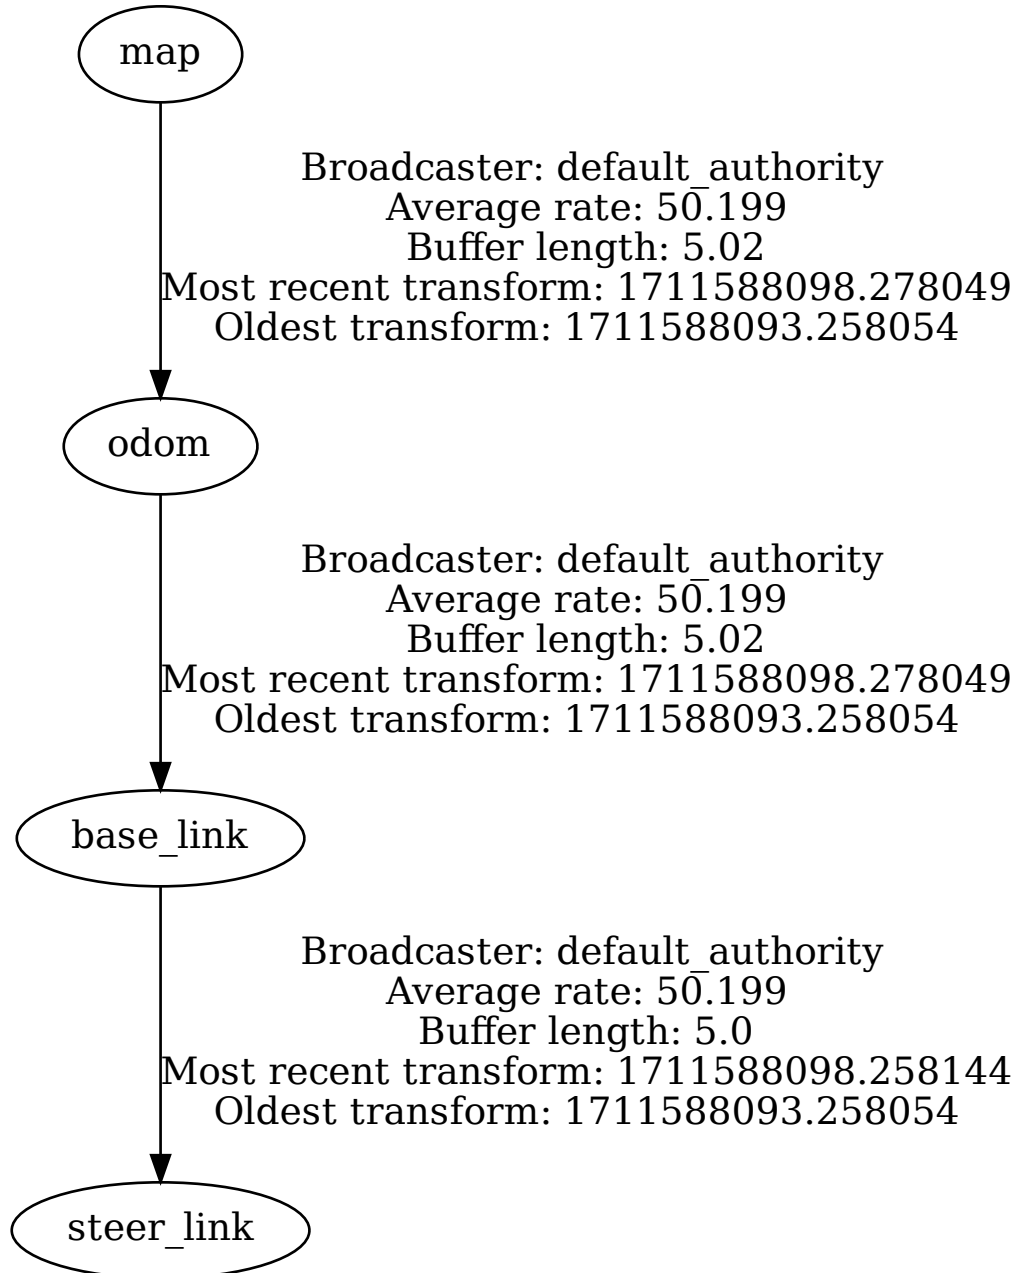 map
Broadcaster: default_authority
Average rate: 50.199
Buffer length: 5.02
Most recent transform: 1711588098.278049
Oldest transform: 1711588093.258054
odom
Broadcaster: default_authority
Average rate: 50.199
Buffer length: 5.02
Most recent transform: 1711588098.278049
Oldest transform: 1711588093.258054
base_link
Broadcaster: default_authority
Average rate: 50.199
Buffer length: 5.0
Most recent transform: 1711588098.258144
Oldest transform: 1711588093.258054
steer_link